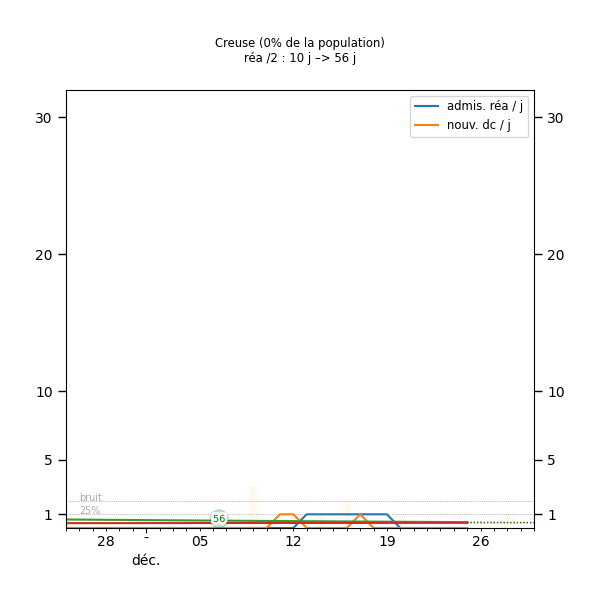 Creuse (0% de la population)
réa /2 : 10 j −> 56 j
admis. réa / j
nouv. dc / j
30 30
20 20
10 10
5 5
bruit
25%
1 56 1
28 - 05 12 19 26
déc.